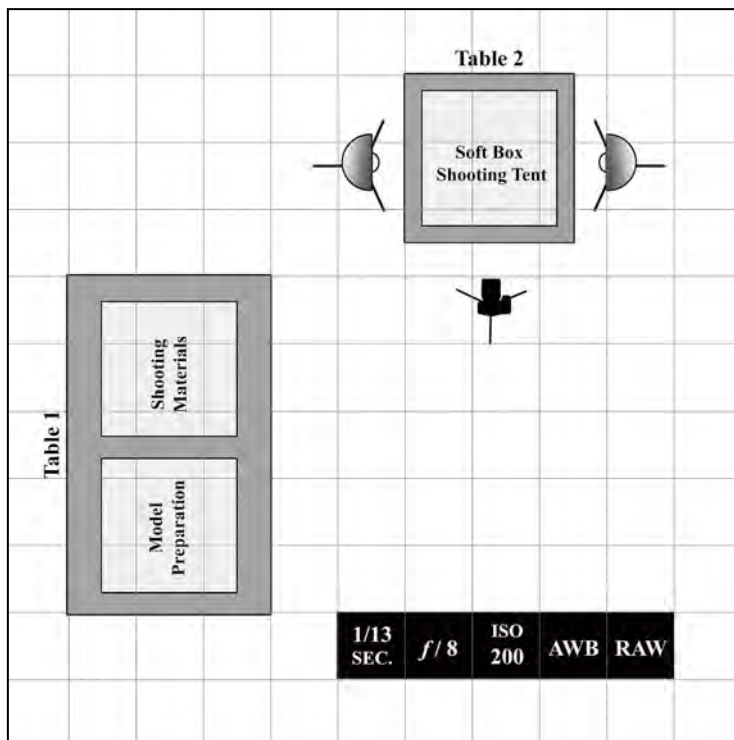 Table 2
Soft Box
Shooting Tent
Table 1
Shooting
Materials
Model
Preparation
1/13
SEC.
f / 8
ISO
200
AWB
RAW